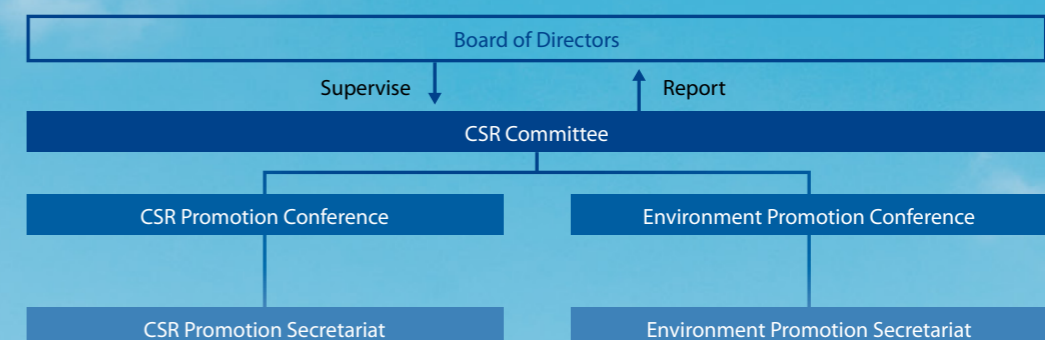 Board of Directors
Supervise
Report
CSR Committee
CSR Promotion Conference
Environment Promotion Conference
CSR Promotion Secretariat
Environment Promotion Secretariat